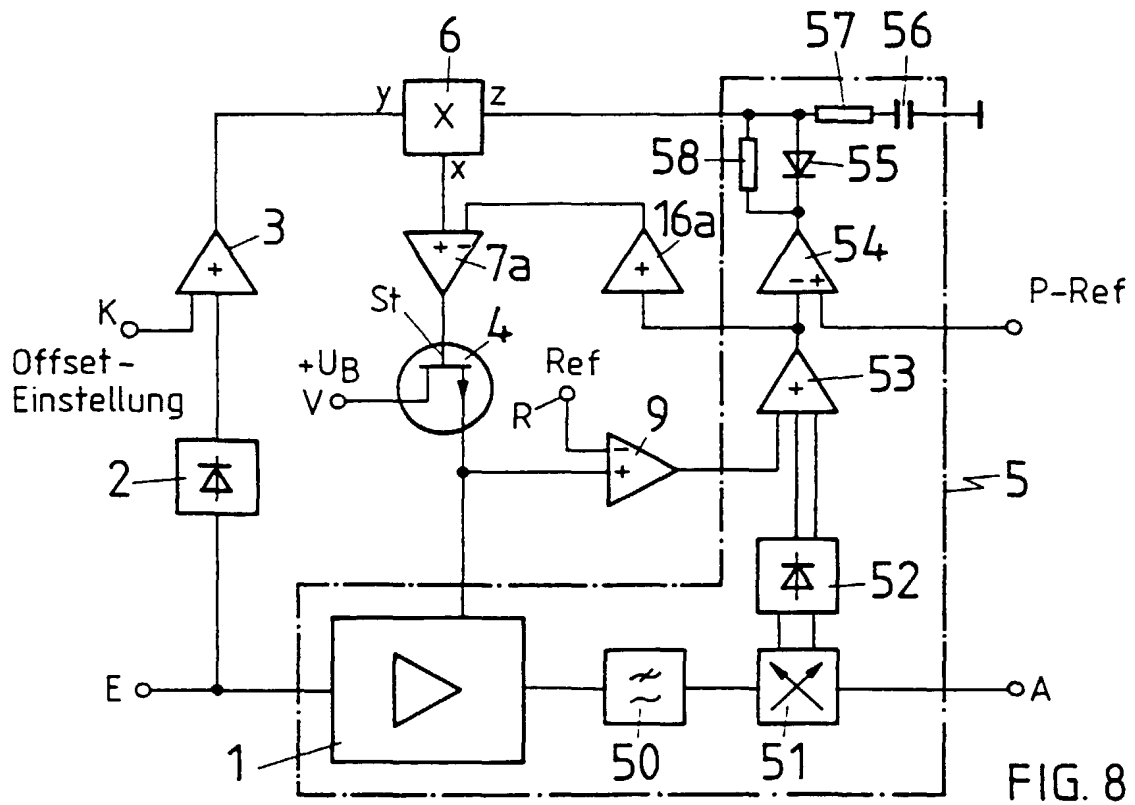 6
57
56
y
X
z
x
58
55
3
16a
+
+ -
7a
+
54
- +
P-Ref
K
St
4
Offset-
Einstellung
+UB
V
Ref
R
53
+
9
-
+
2
5
52
E
A
1
50
51
FIG. 8